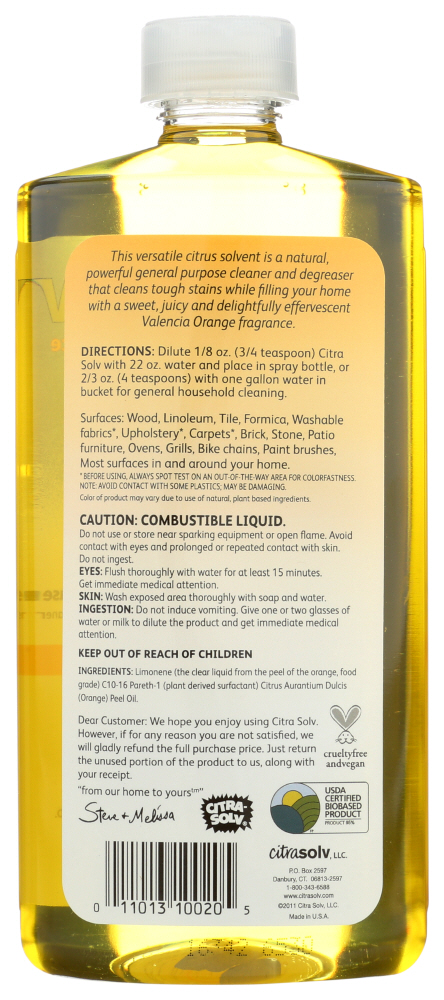 This versatile citrus solvent is a natural,
powerful general purpose cleaner and degreaser
that cleans tough stains while filling your home
with a sweet, juicy and delightfully effervescent
Valencia Orange fragrance.
DIRECTIONS: Dilute 1/8 oz. (3/4 teaspoon) Citra
Solv with 22 oz. water and place in spray bottle, or
2/3 oz. (4 teaspoons) with one gallon water in
bucket for general household cleaning.
Surfaces: Wood, Linoleum, Tile, Formica, Washable
fabrics*, Upholstery*, Carpets*, Brick, Stone, Patio
furniture, Ovens, Grills, Bike chains, Paint brushes,
Most surfaces in and around your home.
* BEFORE USING, ALWAYS SPOT TEST ON AN OUT-OF-THE-WAY AREA FOR COLORFASTNESS.
NOTE: AVOID CONTACT WITH SOME PLASTICS; MAY BE DAMAGING.
Color of product may vary due to use of natural, plant based ingredients.
CAUTION: COMBUSTIBLE LIQUID.
Do not use or store near sparking equipment or open flame. Avoid
contact with eyes and prolonged or repeated contact with skin.
Do not ingest.
EYES: Flush thoroughly with water for at least 15 minutes.
Get immediate medical attention.
SKIN: Wash exposed area thoroughly with soap and water.
INGESTION: Do not induce vomiting. Give one or two glasses of
water or milk to dilute the product and get immediate medical
attention.
KEEP OUT OF REACH OF CHILDREN
INGREDIENTS: Limonene (the clear liquid from the peel of the orange, food
grade) C10-16 Pareth-1 (plant derived surfactant) Citrus Aurantium Dulcis
(Orange) Peel Oil.
Dear Customer: We hope you enjoy using Citra Solv.
However, if for any reason you are not satisfied, we
will gladly refund the full purchase price. Just return
the unused portion of the product to us, along with
your receipt.
"from our home to yours℠"
Steve + Melissa
CITRA-
SOLV
crueltyfree
andvegan
USDA
CERTIFIED
BIOBASED
PRODUCT
PRODUCT 95%
citrasolv, LLC.
P.O. Box 2597
Danbury, CT. 06813-2597
1-800-343-6588
www.citrasolv.com
©2011 Citra Solv, LLC.
Made in U.S.A.
0 11013 10020 5